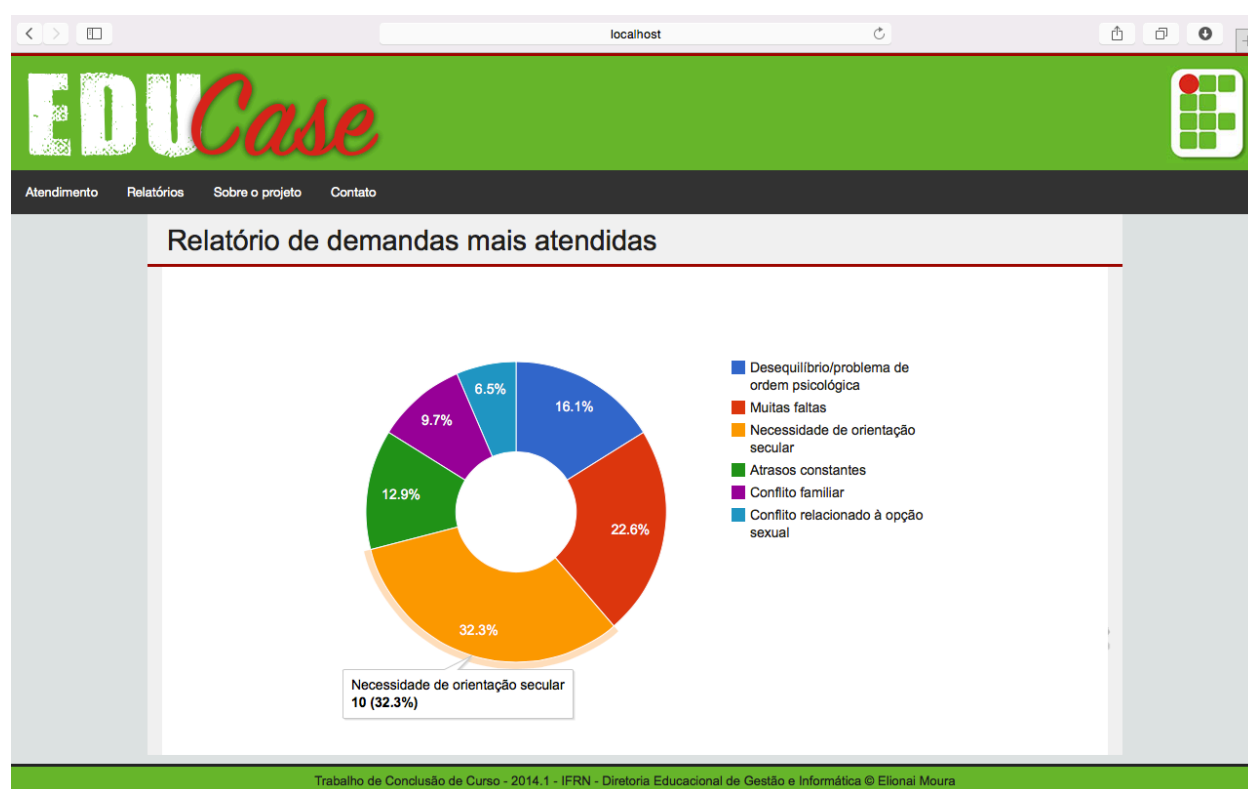 localhost
EDUCase
Atendimento Relatórios Sobre o projeto Contato
Relatório de demandas mais atendidas
6.5%
16.1%
9.7%
12.9%
22.6%
32.3%
Necessidade de orientação secular
10 (32.3%)
Desequilíbrio/problema de
ordem psicológica
Muitas faltas
Necessidade de orientação
secular
Atrasos constantes
Conflito familiar
Conflito relacionado à opção
sexual
Trabalho de Conclusão de Curso - 2014.1 - IFRN - Diretoria Educacional de Gestão e Informática © Elionai Moura